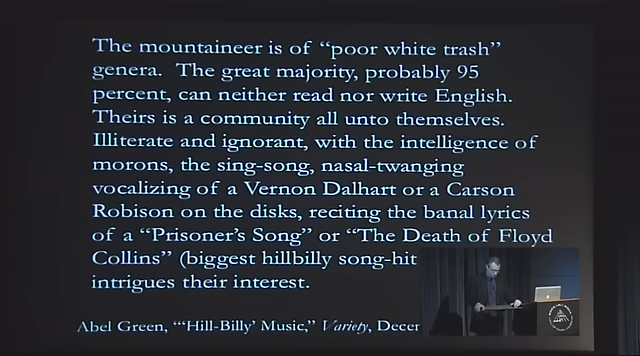 The mountaineer is of “poor white trash”
genera. The great majority, probably 95
percent, can neither read nor write English.
Theirs is a community all unto themselves.
Illiterate and ignorant, with the intelligence of
morons, the sing-song, nasal-twanging
vocalizing of a Vernon Dalhart or a Carson
Robison on the disks, reciting the banal lyrics
of a “Prisoner’s Song” or “The Death of Floyd
Collins” (biggest hillbilly song-hit
intrigues their interest.
Abel Green, “‘Hill-Billy’ Music,” Variety, Decer